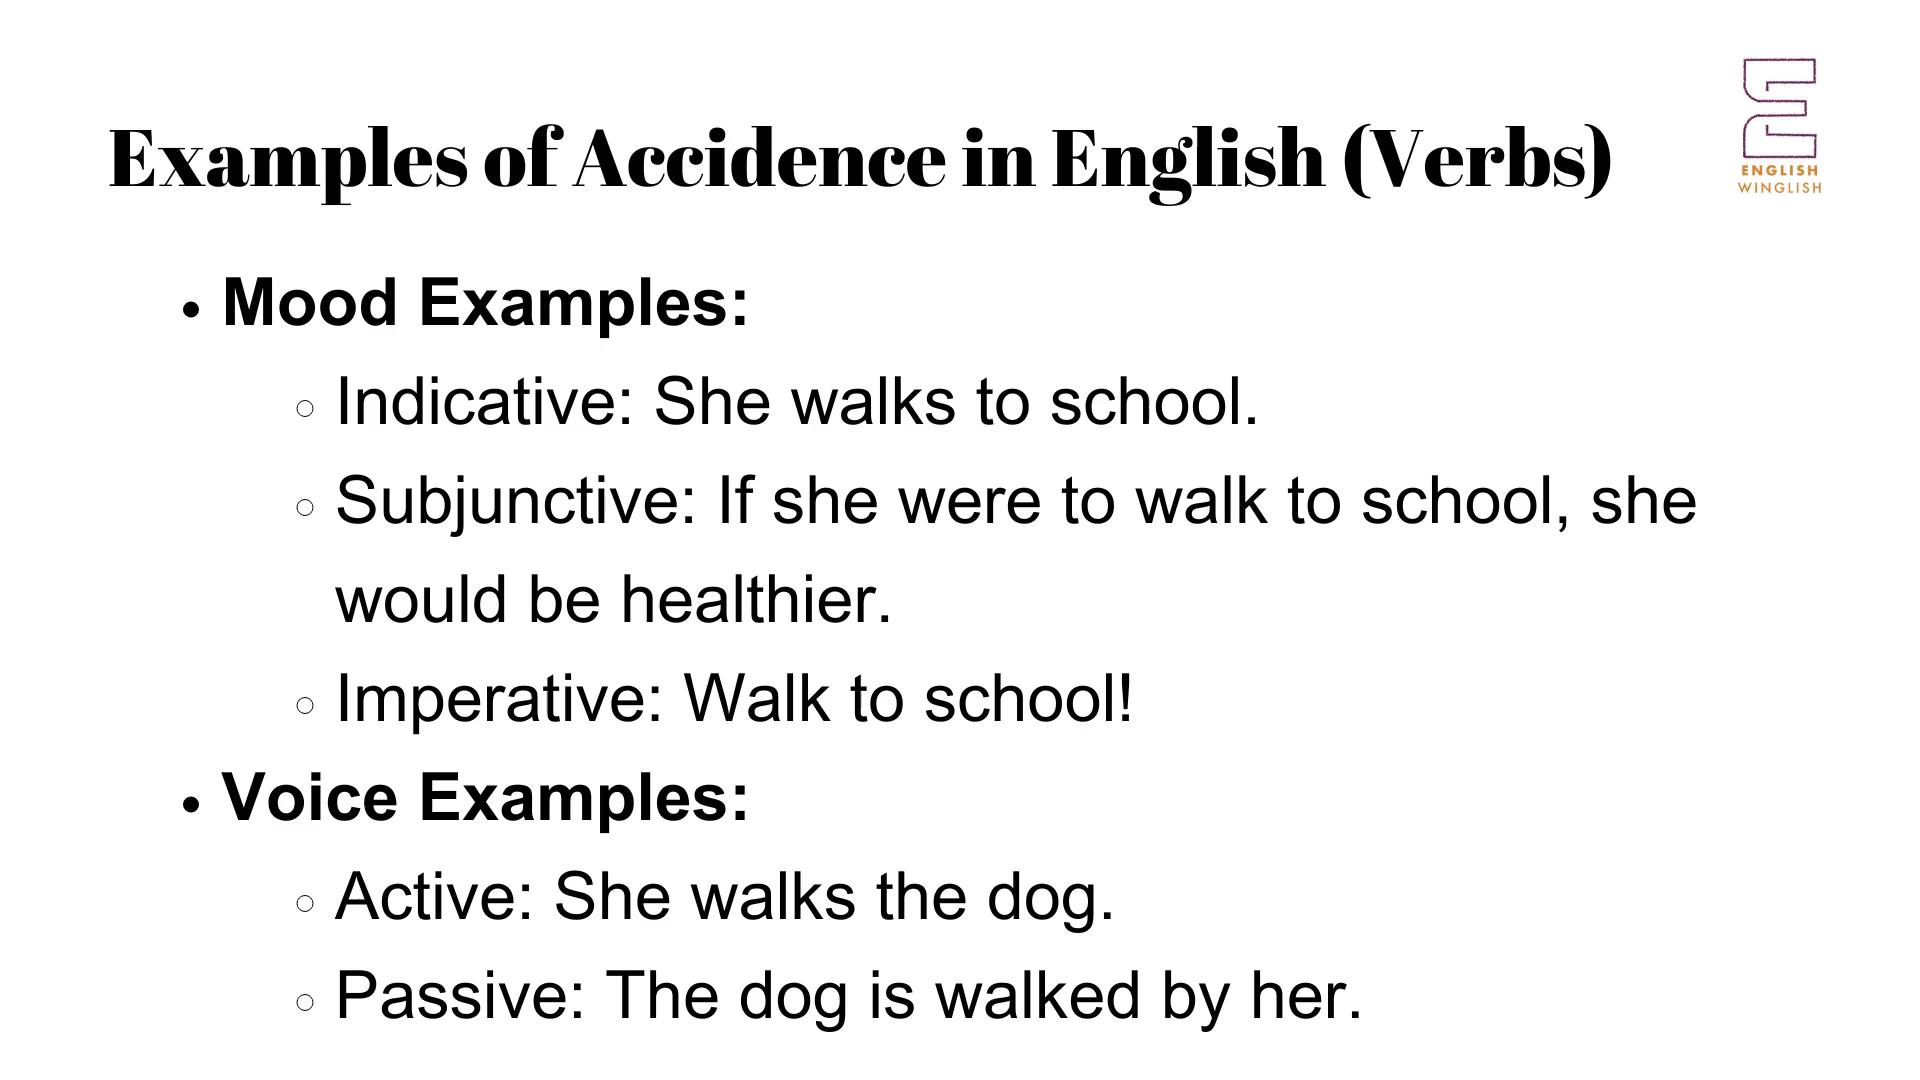 Examples of Accidence in English (Verbs)
ENGLISH
WINGLISH
• Mood Examples:
○ Indicative: She walks to school.
○ Subjunctive: If she were to walk to school, she
would be healthier.
○ Imperative: Walk to school!
• Voice Examples:
○ Active: She walks the dog.
○ Passive: The dog is walked by her.